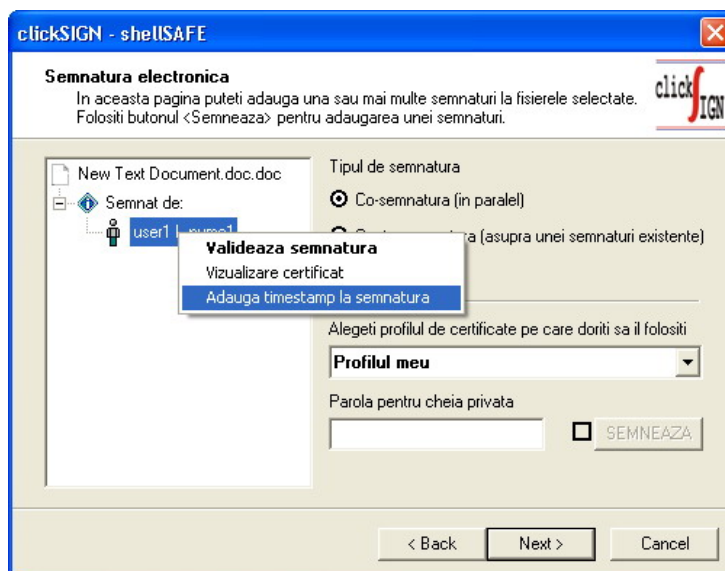 clickSIGN - shellSAFE
Semnatura electronica
In aceasta pagina puteti adauga una sau mai multe semnaturi la fisierele selectate.
Folositi butonul <Semneaza> pentru adaugarea unei semnaturi.
click
SIGN
New Text Document.doc.doc
Semnat de:
user1
Valideaza semnatura
Vizualizare certificat
Adauga timestamp la semnatura
Tipul de semnatura
Co-semnatura (in paralel)
(asupra unei semnaturi existente)
Alegeti profilul de certificate pe care doriti sa il folositi
Profilul meu
Parola pentru cheia privata
SEMNEAZA
< Back
Next >
Cancel